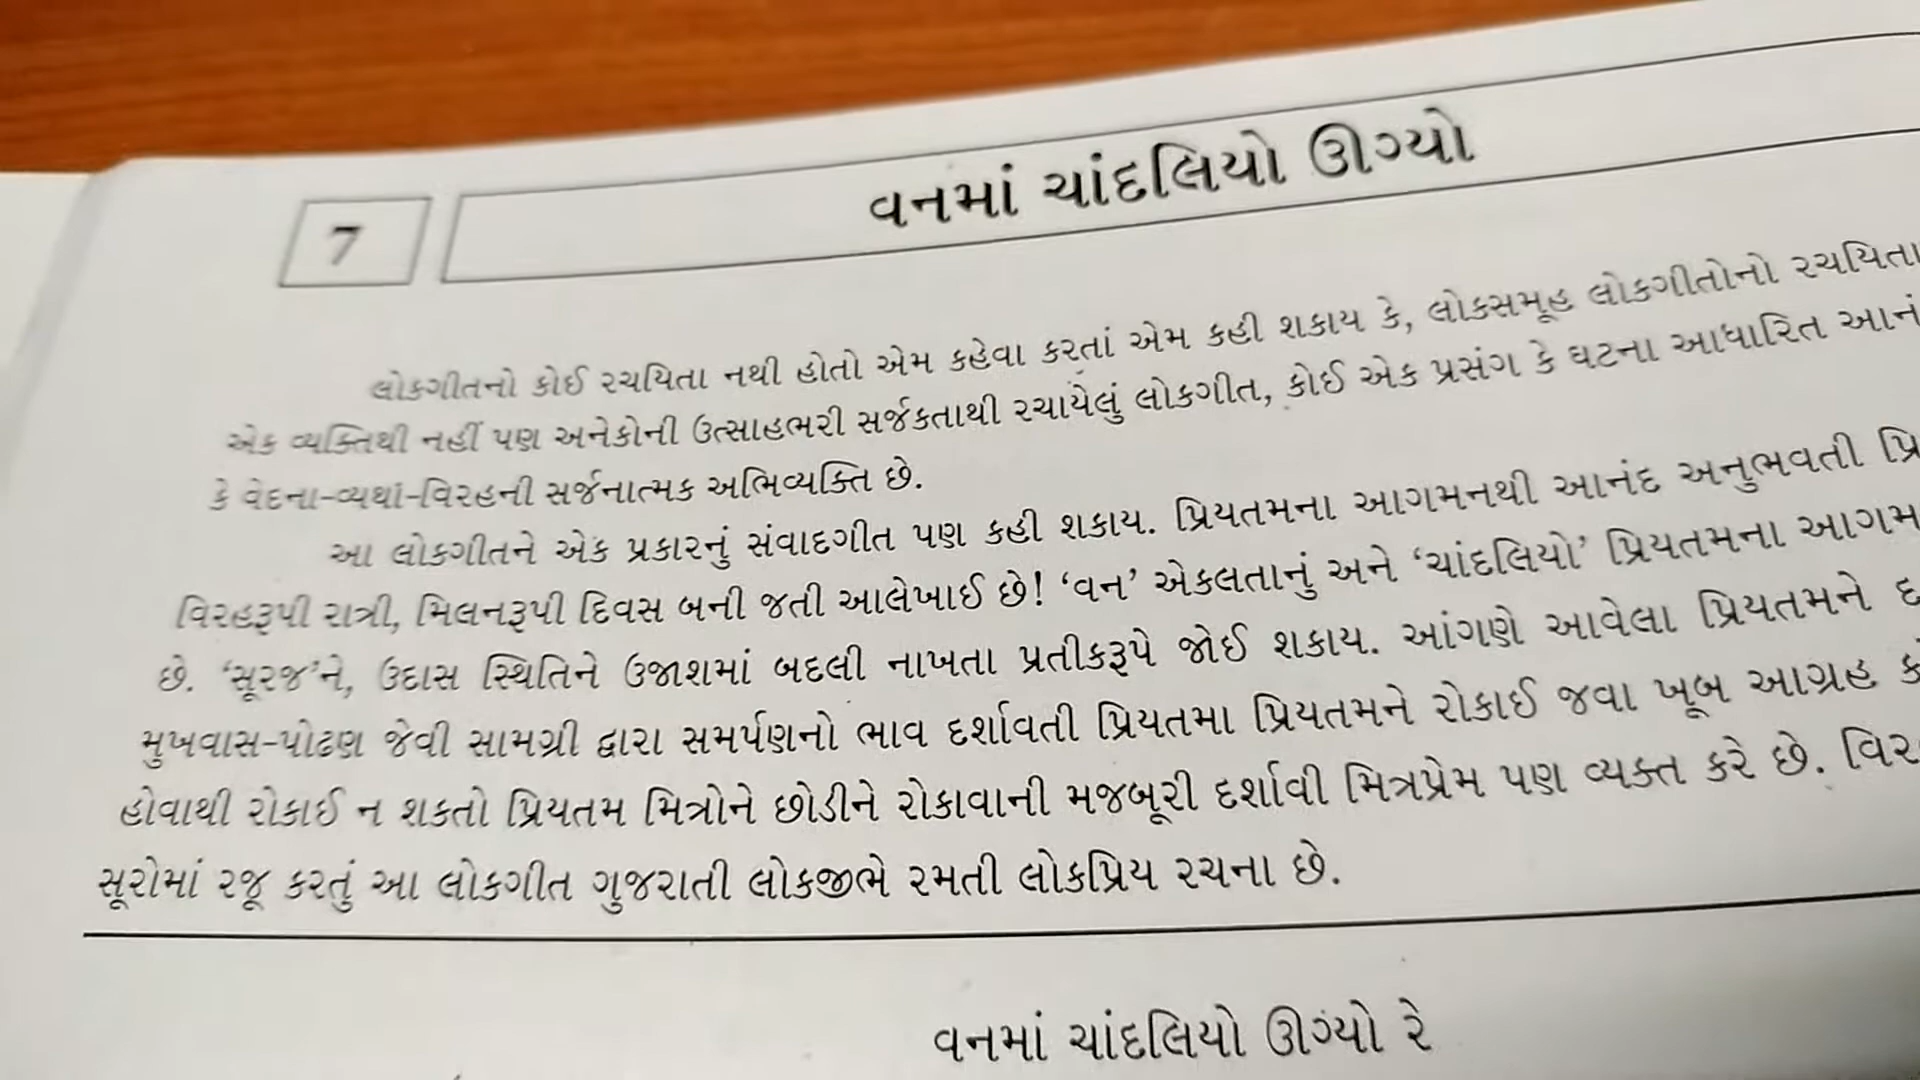 7
વનમાં ચાંદલિયો ઊગ્યો
લોકગીતનો કોઈ રચયિતા નથી હોતો એમ કહેવા કરતાં એમ કહી શકાય કે, લોકસમૂહ લોકગીતોનો રચયિતા
એક વ્યક્તિથી નહીં પણ અનેકોની ઉત્સાહભરી સર્જકતાથી રચાયેલું લોકગીત, કોઈ એક પ્રસંગ કે ઘટના આધારિત
કે વેદના-વ્યથા-વિરહની સર્જનાત્મક અભિવ્યક્તિ છે.
આ લોકગીતને એક પ્રકારનું સંવાદગીત પણ કહી શકાય. પ્રિયતમના આગમનથી આનંદ અનુભવતી
વિરહરૂપી રાત્રી, મિલનરૂપી દિવસ બની જતી આલેખાઈ છે! ‘વન’ એકલતાનું અને ‘ચાંદલિયો’ પ્રિયતમના
છે. ‘સૂરજ’ને, ઉદાસ સ્થિતિને ઉજાશમાં બદલી નાખતા પ્રતીકરૂપે જોઈ શકાય. આંગણે આવેલા પ્રિયતમને
મુખવાસ-પોઢણ જેવી સામગ્રી દ્વારા સમર્પણનો ભાવ દર્શાવતી પ્રિયતમા પ્રિયતમને રોકાઈ જવા ખૂબ આગ્રહ
હોવાથી રોકાઈ ન શકતો પ્રિયતમ મિત્રોને છોડીને રોકાવાની મજબૂરી દર્શાવી મિત્રપ્રેમ પણ વ્યક્ત કરે છે.
સૂરોમાં રજૂ કરતું આ લોકગીત ગુજરાતી લોકજીભે રમતી લોકપ્રિય રચના છે.
વનમાં ચાંદલિયો ઊગ્યો રે